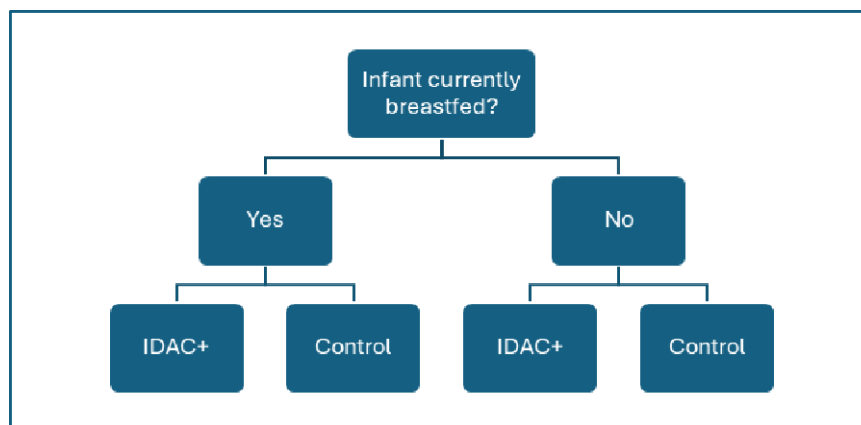 Infant currently
breastfed?
Yes
No
IDAC+
Control
IDAC+
Control